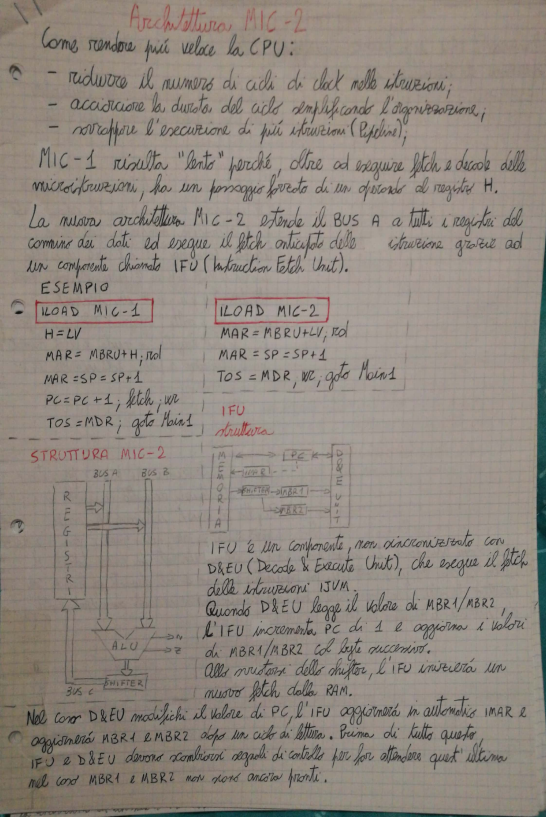 Architettura MIC-2
Come rendere più veloce la CPU:
- ridurre il numero di cicli di clock nelle istruzioni;
- accorciare la durata del ciclo semplificando l'organizzazione;
- sovrapporre l'esecuzione di più istruzioni (Pipeline);
MIC-1 risulta "lento" perché, oltre ad eseguire fetch e decode delle
microistruzioni, ha un passaggio forzato di un operando al registro H.
La nuova architettura MIC-2 estende il BUS A a tutti i registri del
cammino dei dati ed esegue il fetch anticipato delle istruzione grazie ad
un componente chiamato IFU (Instruction Fetch Unit).
ESEMPIO
ILOAD MIC-1
H=LV
MAR = MBRU+H; rd
MAR=SP=SP+1
PC=PC+1; fetch; wr
TOS=MDR; goto Main1
ILOAD MIC-2
MAR=MBRU+LV; rd
MAR=SP=SP+1
TOS=MDR, wr; goto Main1
STRUTTURA MIC-2
BUS A
BUS B
REGISTRI
ALU
N
Z
SHIFTER
BUS C
IFU
struttura
MEMORIA
PC
IMAR
SHIFTER
MBR1
MBR2
D&E UNIT
IFU è un componente, non sincronizzato con
D&EU (Decode & Execute Unit), che esegue il fetch
delle istruzioni IJVM.
Quando D&EU legge il valore di MBR1/MBR2,
l'IFU incrementa PC di 1 e aggiorna i valori
di MBR1/MBR2 col byte successivo.
Allo svuotarsi dello shifter, l'IFU inizierà un
nuovo fetch dalla RAM.
Nel caso D&EU modifichi il valore di PC, l'IFU aggiornerà in automatico IMAR e
aggiornerà MBR1 e MBR2 dopo un ciclo di lettura. Prima di tutto questo,
IFU e D&EU devono scambiarsi segnali di controllo per far attendere quest'ultima
nel caso MBR1 e MBR2 non siano ancora pronti.